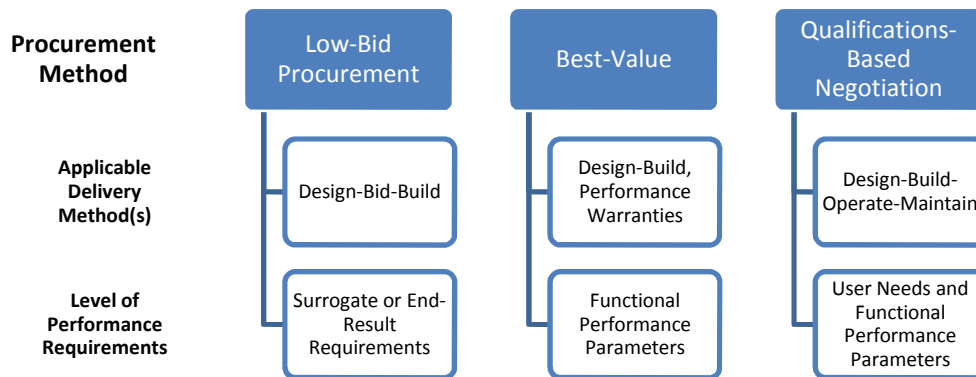 Procurement
Method
Low-Bid
Procurement
Best-Value
Qualifications-
Based
Negotiation
Applicable
Delivery
Method(s)
Design-Bid-Build
Design-Build,
Performance
Warranties
Design-Build-
Operate-Maintain
Level of
Performance
Requirements
Surrogate or End-
Result
Requirements
Functional
Performance
Parameters
User Needs and
Functional
Performance
Parameters